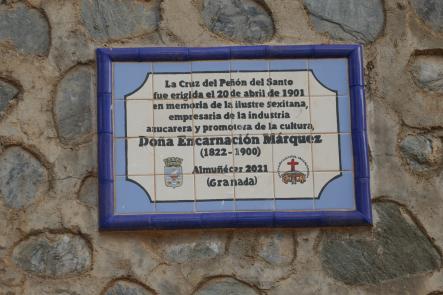 La Cruz del Peñón del Santo
fue erigida el 20 de abril de 1901
en memoria de la ilustre sexitana,
empresaria de la industria
azucarera y promotora de la cultura,
Doña Encarnación Márquez
(1822 - 1900)
Almuñécar 2021
(Granada)